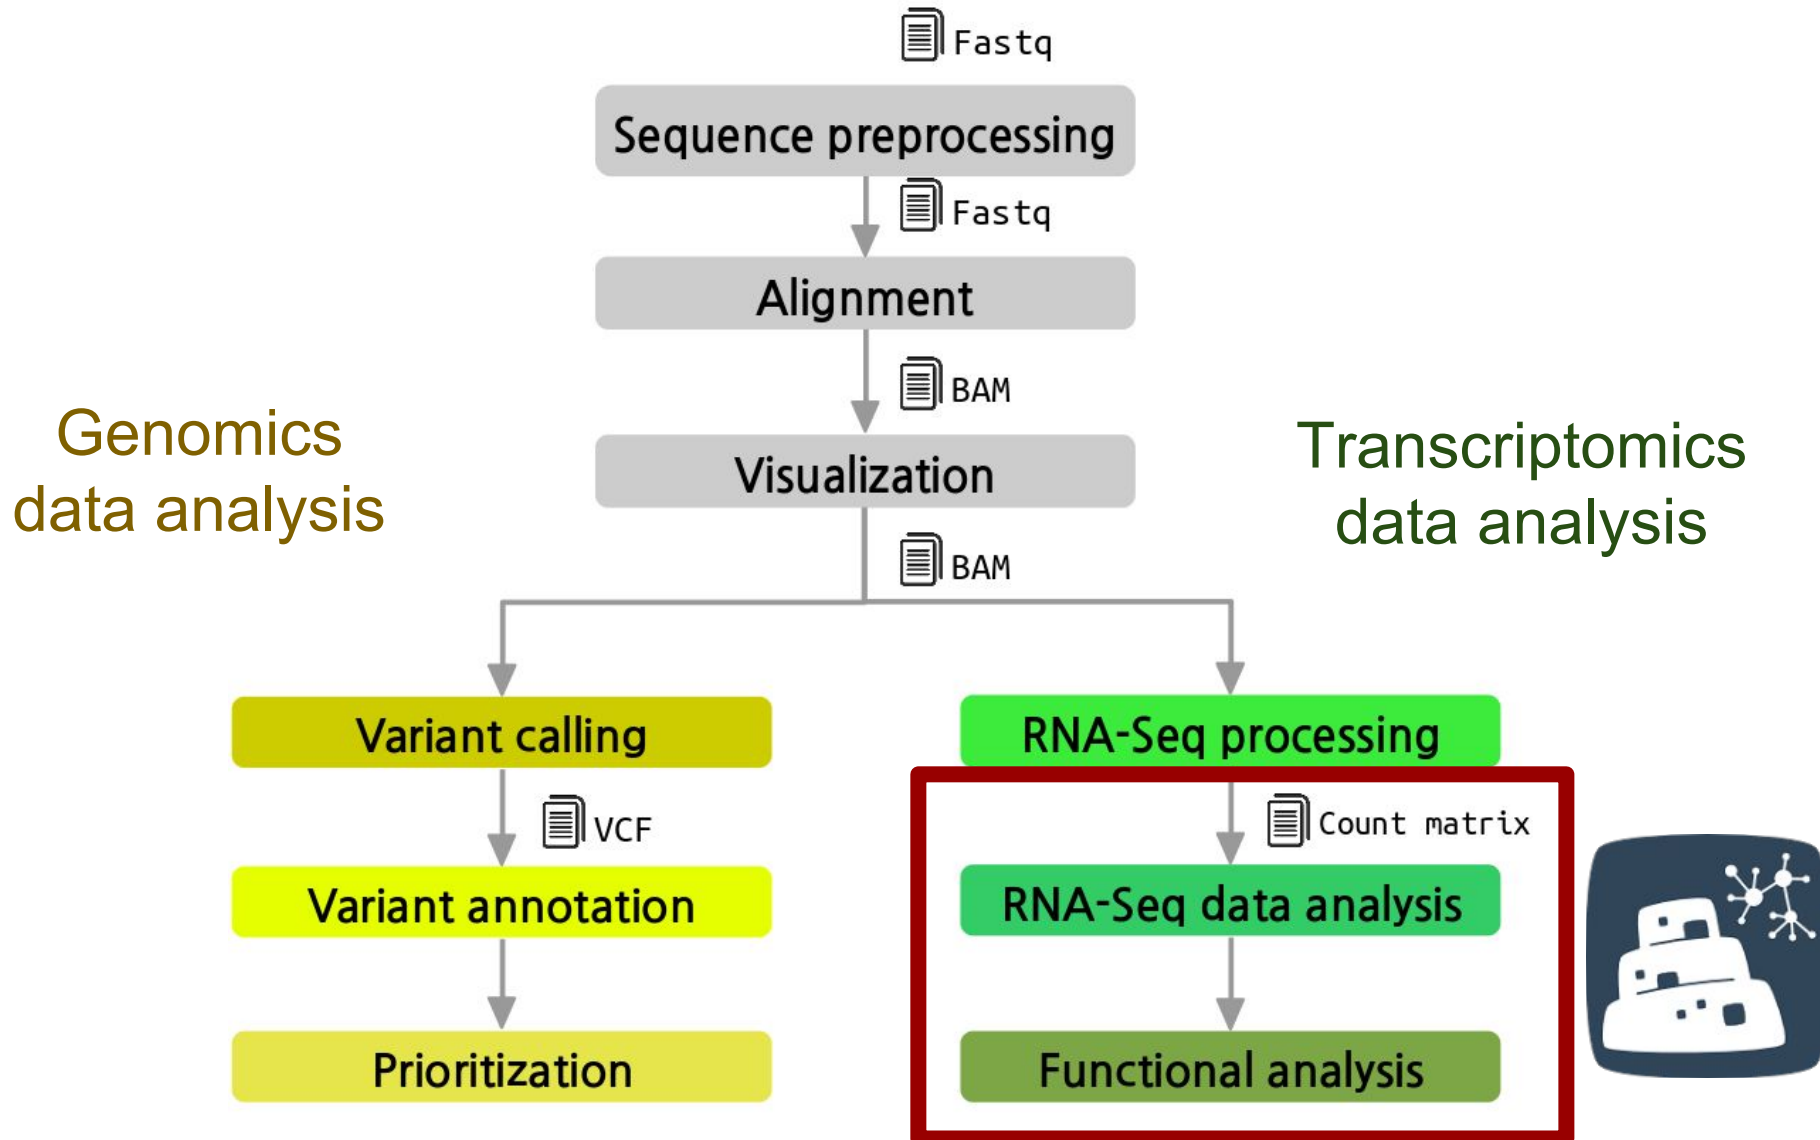 Fastq
Sequence preprocessing
Fastq
Alignment
BAM
Genomics
data analysis
Transcriptomics
data analysis
Visualization
BAM
Variant calling
RNA-Seq processing
VCF
Count matrix
Variant annotation
RNA-Seq data analysis
Prioritization
Functional analysis